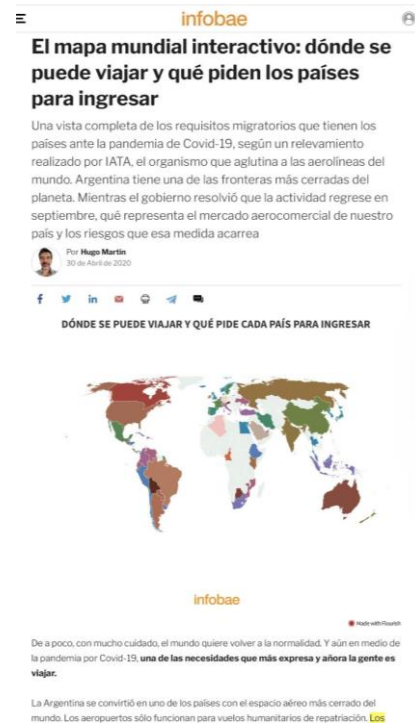 infobae
El mapa mundial interactivo: dónde se
puede viajar y qué piden los países
para ingresar
Una vista completa de los requisitos migratorios que tienen los
países ante la pandemia de Covid-19, según un relevamiento
realizado por IATA, el organismo que aglutina a las aerolíneas del
mundo. Argentina tiene una de las fronteras más cerradas del
planeta. Mientras el gobierno resolvió que la actividad regrese en
septiembre, qué representa el mercado aerocomercial de nuestro
país y los riesgos que esa medida acarrea
Por Hugo Martin
30 de Abril de 2020
DÓNDE SE PUEDE VIAJAR Y QUÉ PIDE CADA PAÍS PARA INGRESAR
infobae
Made with Flourish
De a poco, con mucho cuidado, el mundo quiere volver a la normalidad. Y aún en medio de
la pandemia por Covid-19, una de las necesidades que más expresa y añora la gente es
viajar.
La Argentina se convirtió en uno de los países con el espacio aéreo más cerrado del
mundo. Los aeropuertos sólo funcionan para vuelos humanitarios de repatriación. Los